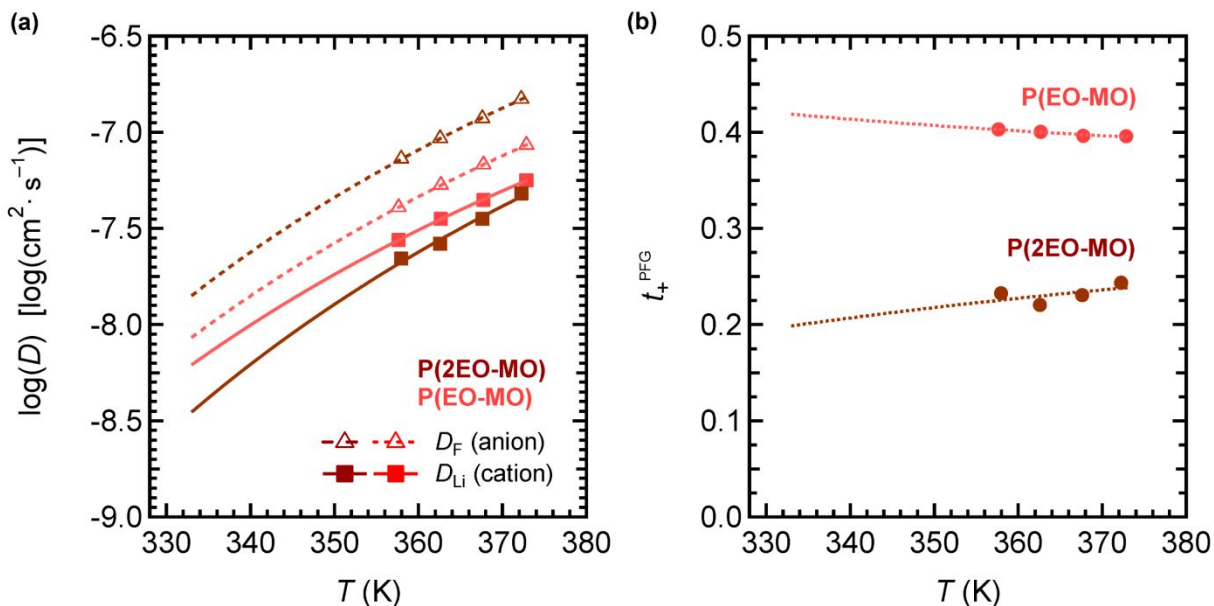 (a)
-6.5
-7.0
-7.5
-8.0
-8.5
-9.0
log(D) [log(cm² · s⁻¹)]
P(2EO-MO)
P(EO-MO)
D_F (anion)
D_Li (cation)
330 340 350 360 370 380
T (K)
(b)
0.5
0.4
0.3
0.2
0.1
0.0
t₊^PFG
P(EO-MO)
P(2EO-MO)
330 340 350 360 370 380
T (K)